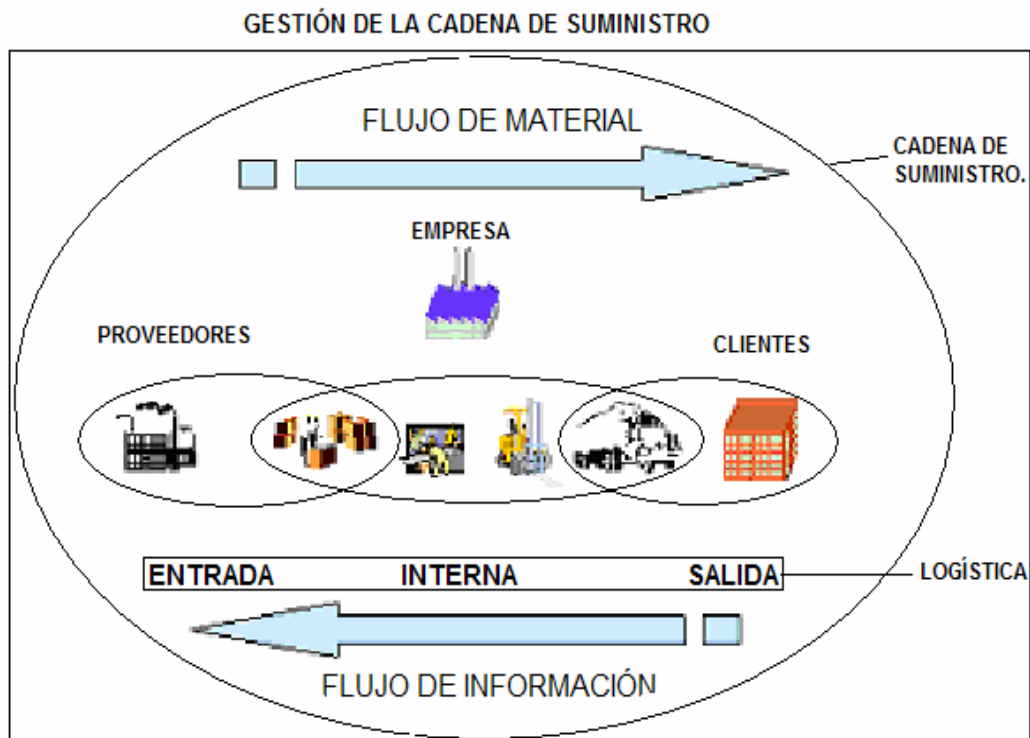 GESTIÓN DE LA CADENA DE SUMINISTRO
FLUJO DE MATERIAL
CADENA DE
SUMINISTRO.
EMPRESA
PROVEEDORES
CLIENTES
ENTRADA INTERNA SALIDA
LOGÍSTICA
FLUJO DE INFORMACIÓN